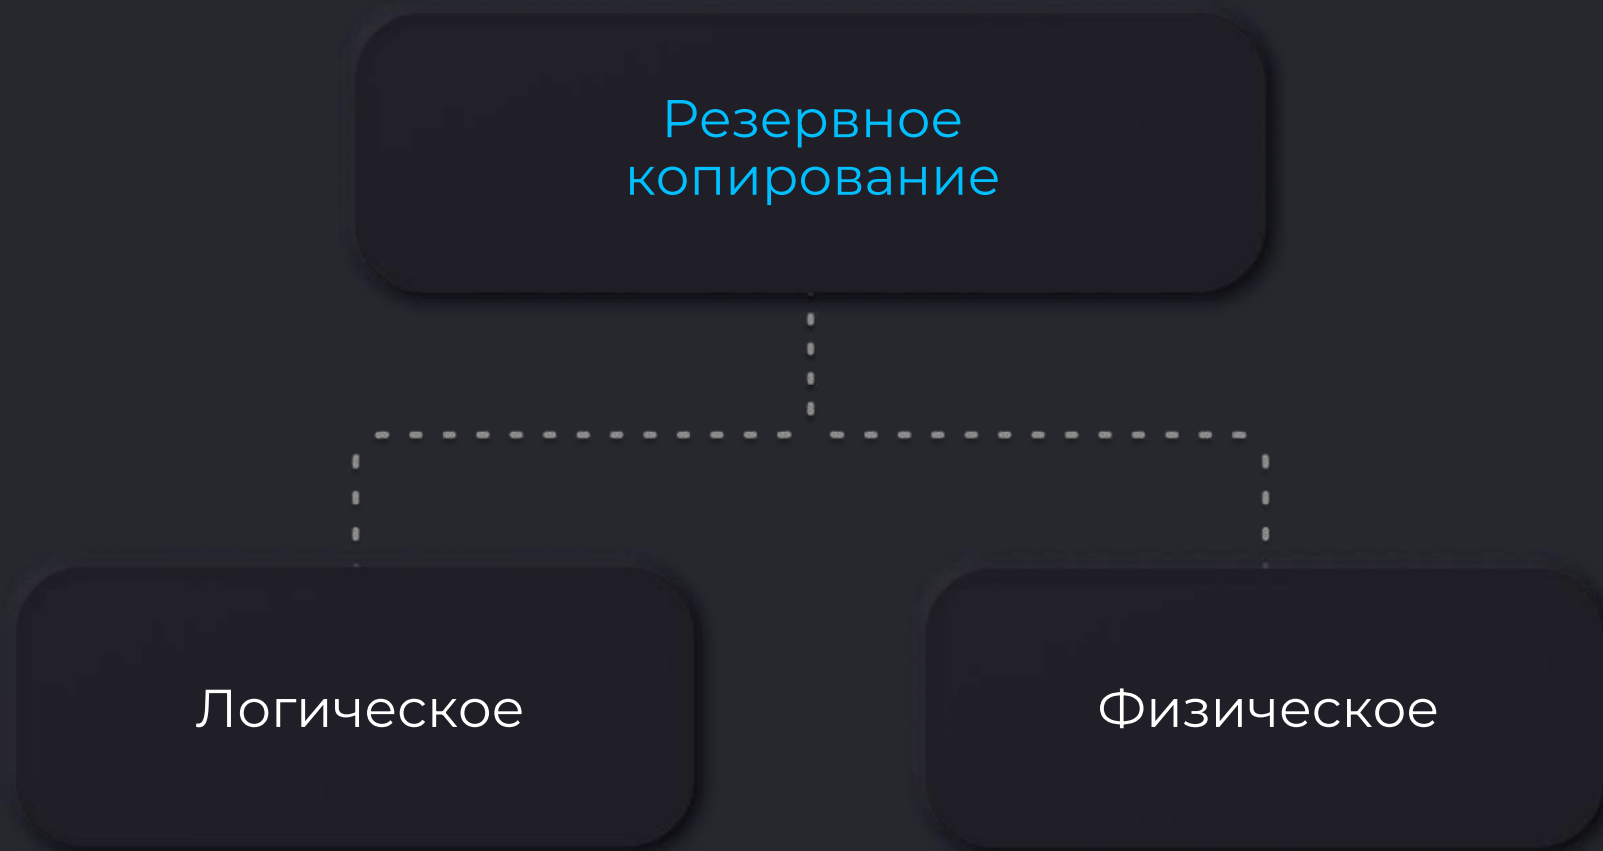 Резервное
копирование
Логическое
Физическое